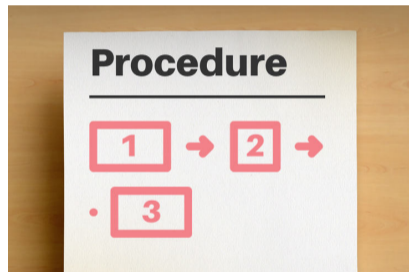 Procedure
1 → 2 →
• 3